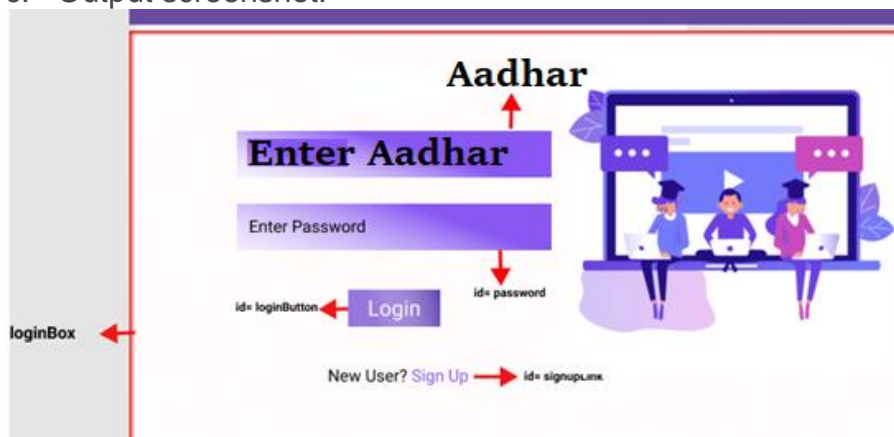 Output screenshot:
Aadhar
Enter Aadhar
Enter Password
id= password
id= loginButton
Login
loginBox
New User? Sign Up
id= signupLink